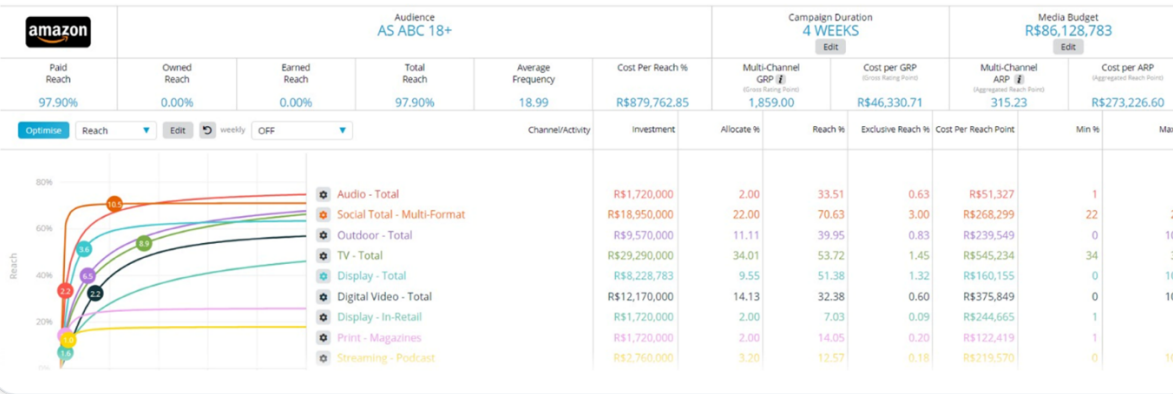 amazon
Audience
AS ABC 18+
Campaign Duration
4 WEEKS
Edit
Media Budget
R$86,128,783
Edit
Paid Reach
97.90%
Owned Reach
0.00%
Earned Reach
0.00%
Total Reach
97.90%
Average Frequency
18.99
Cost Per Reach %
R$879,762.85
Multi-Channel GRP i
(Gross Rating Point)
1,859.00
Cost per GRP
(Gross Rating Point)
R$46,330.71
Multi-Channel ARP i
(Aggregated Reach Point)
315.23
Cost per ARP
(Aggregated Reach Point)
R$273,226.60
Optimise Reach Edit weekly OFF Channel/Activity Investment Allocate % Reach % Exclusive Reach % Cost Per Reach Point Min %
80%
60%
40%
20%
0%
Reach
10.5
3.6
8.9
6.5
2.2
2.2
1.0
1.6
Audio - Total R$1,720,000 2.00 33.51 0.63 R$51,327 1
Social Total - Multi-Format R$18,950,000 22.00 70.63 3.00 R$268,299 22
Outdoor - Total R$9,570,000 11.11 39.95 0.83 R$239,549 0
TV - Total R$29,290,000 34.01 53.72 1.45 R$545,234 34
Display - Total R$8,228,783 9.55 51.38 1.32 R$160,155 0
Digital Video - Total R$12,170,000 14.13 32.38 0.60 R$375,849 0
Display - In-Retail R$1,720,000 2.00 7.03 0.09 R$244,665 1
Print - Magazines R$1,720,000 2.00 14.05 0.20 R$122,419 1
Streaming - Podcast R$2,760,000 3.20 12.57 0.18 R$219,570 0